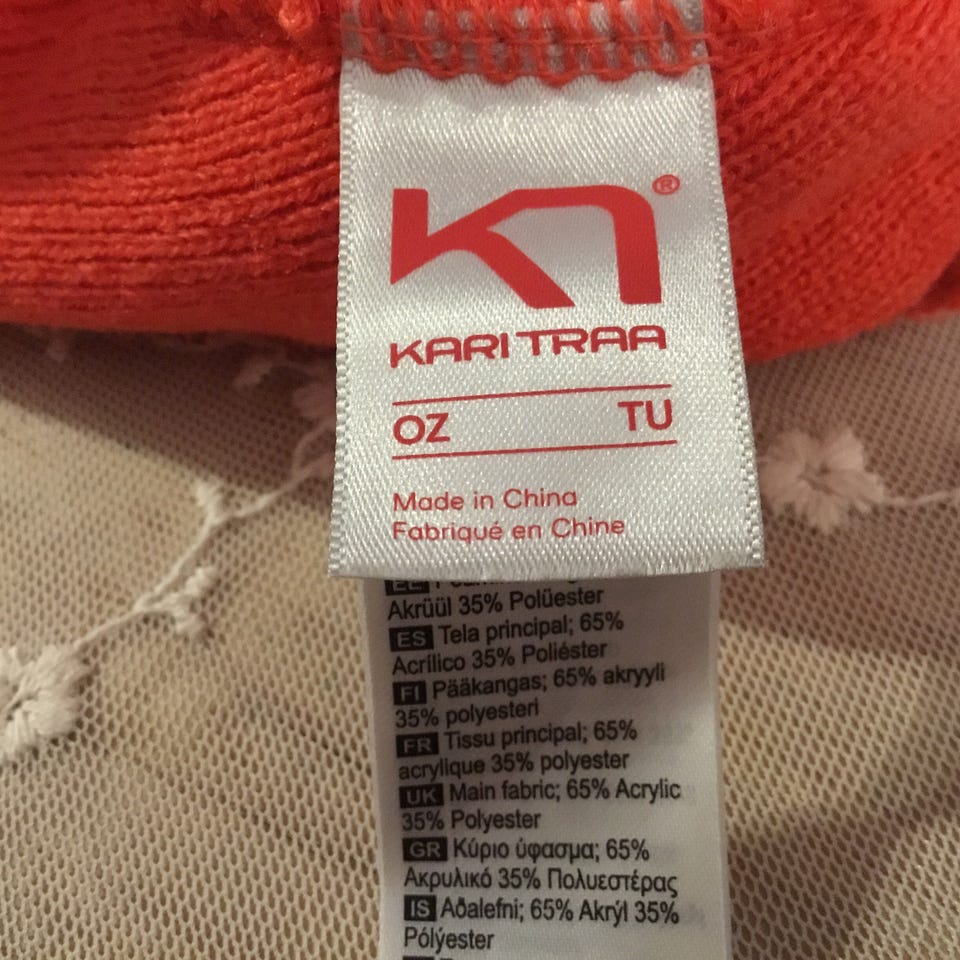 ®
KARI TRAA
OZ TU
Made in China
Fabriqué en Chine
Akrüül 35% Polüester
ES Tela principal; 65%
Acrílico 35% Poliéster
FI Pääkangas; 65% akryyli
35% polyesteri
FR Tissu principal; 65%
acrylique 35% polyester
UK Main fabric; 65% Acrylic
35% Polyester
GR Κύριο ύφασμα; 65%
Ακρυλικό 35% Πολυεστέρας
IS Aðalefni; 65% Akrýl 35%
Pólýester